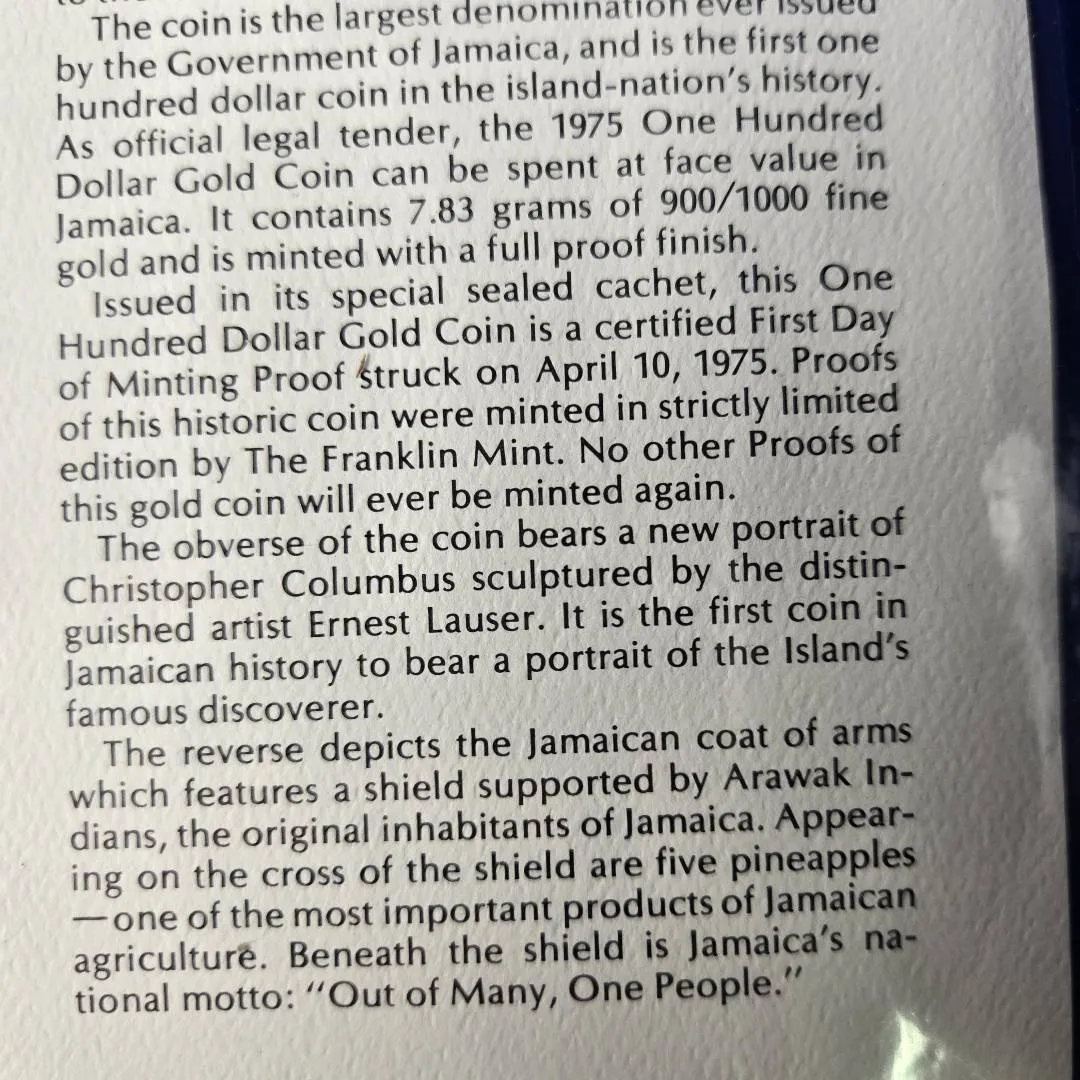 The coin is the largest denomination ever issued
by the Government of Jamaica, and is the first one
hundred dollar coin in the island-nation's history.
As official legal tender, the 1975 One Hundred
Dollar Gold Coin can be spent at face value in
Jamaica. It contains 7.83 grams of 900/1000 fine
gold and is minted with a full proof finish.
Issued in its special sealed cachet, this One
Hundred Dollar Gold Coin is a certified First Day
of Minting Proof struck on April 10, 1975. Proofs
of this historic coin were minted in strictly limited
edition by The Franklin Mint. No other Proofs of
this gold coin will ever be minted again.
The obverse of the coin bears a new portrait of
Christopher Columbus sculptured by the distin-
guished artist Ernest Lauser. It is the first coin in
Jamaican history to bear a portrait of the Island's
famous discoverer.
The reverse depicts the Jamaican coat of arms
which features a shield supported by Arawak In-
dians, the original inhabitants of Jamaica. Appear-
ing on the cross of the shield are five pineapples
—one of the most important products of Jamaican
agriculture. Beneath the shield is Jamaica's na-
tional motto: "Out of Many, One People."